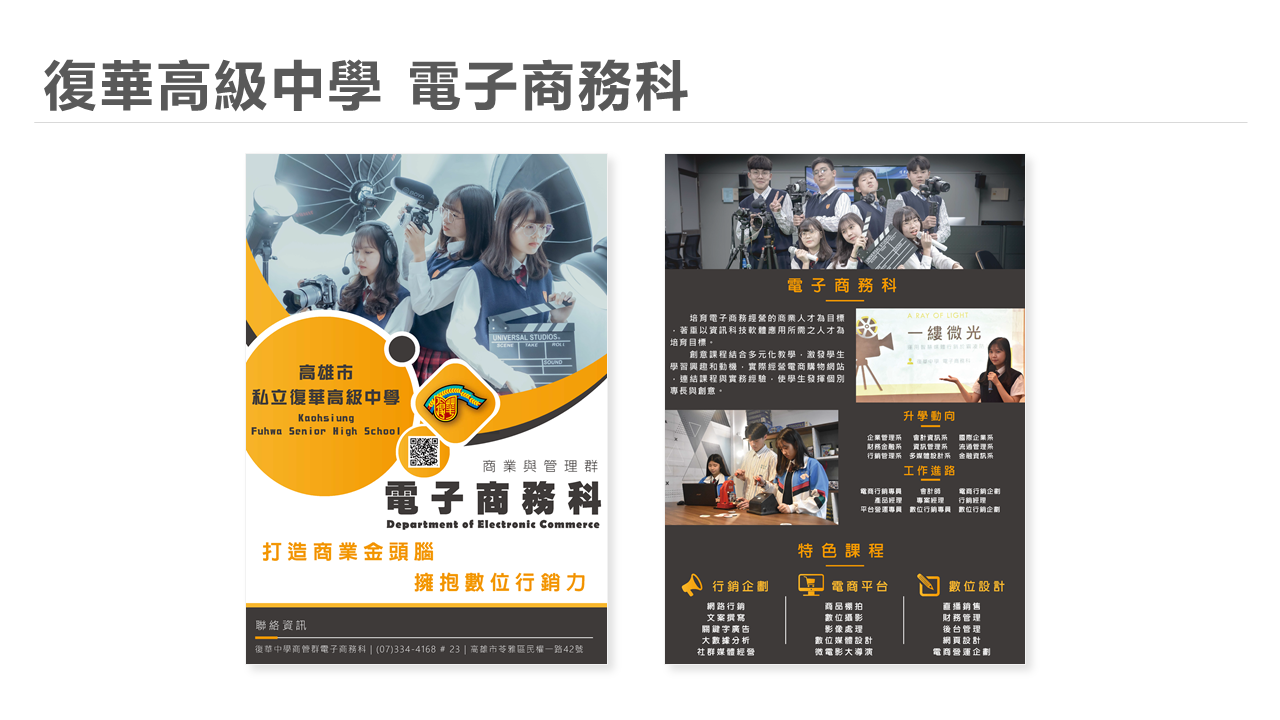 復華高級中學 電子商務科
UNIVERSAL STUDIOS
SCENE TAKE ROLL
SOUND
高雄市
私立復華高級中學
Kaohsiung
Fuhwa Senior High School
商業與管理群
電子商務科
Department of Electronic Commerce
打造商業金頭腦
擁抱數位行銷力
聯絡資訊
復華中學商管群電子商務科 | (07)334-4168 # 23 | 高雄市苓雅區民權一路42號
電子商務科
培育電子商務經營的商業人才為目標
，著重以資訊科技軟體應用所需之人才為
培育目標。
創意課程結合多元化教學，激發學生
學習興趣和動機，實際經營電商購物網站
，連結課程與實務經驗，使學生發揮個別
專長與創意。
A RAY OF LIGHT
一縷微光
升學動向
企業管理系 會計資訊系 國際企業系
財務金融系 資訊管理系 流通管理系
行銷管理系 多媒體設計系 金融資訊系
工作進路
電商行銷專員 會計師 電商行銷企劃
產品經理 專案經理 行銷經理
平台營運專員 數位行銷專員 數位行銷企劃
特色課程
行銷企劃
網路行銷
文案撰寫
關鍵字廣告
大數據分析
社群媒體經營
電商平台
商品棚拍
數位攝影
影像處理
數位媒體設計
微電影大導演
數位設計
直播銷售
財務管理
後台管理
網頁設計
電商營運企劃